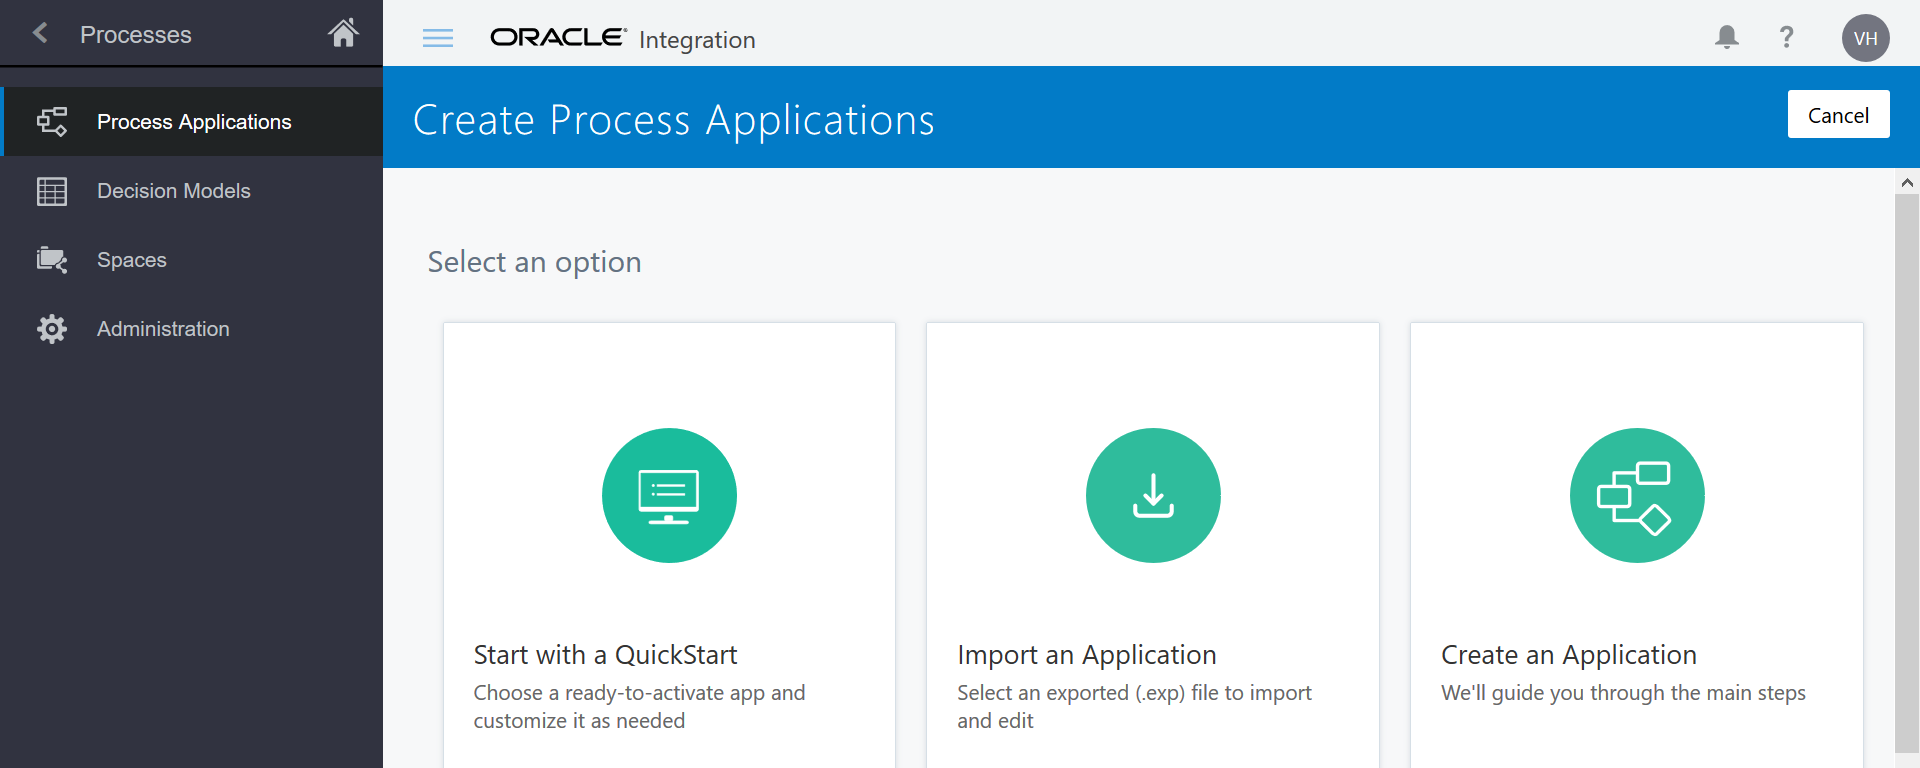 Processes
ORACLE Integration
?
VH
Process Applications
Decision Models
Spaces
Administration
Create Process Applications
Cancel
Select an option
Start with a QuickStart
Choose a ready-to-activate app and
customize it as needed
Import an Application
Select an exported (.exp) file to import
and edit
Create an Application
We'll guide you through the main steps